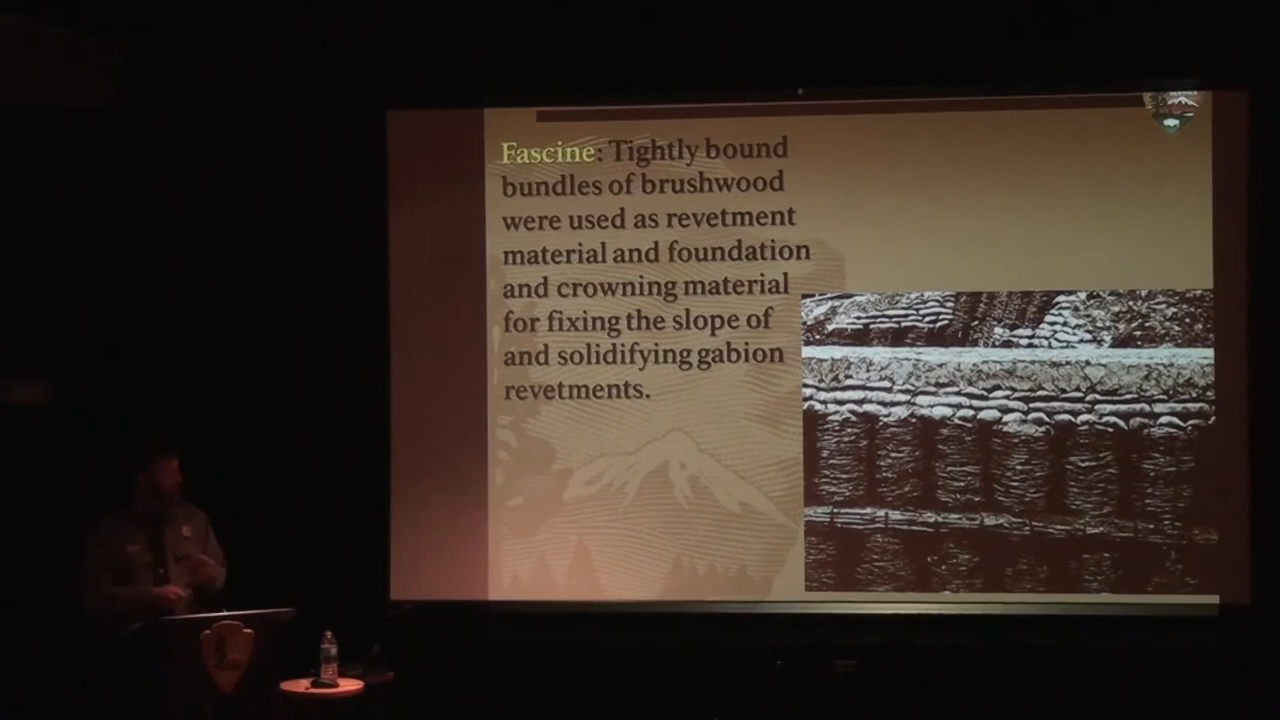 Fascine: Tightly bound
bundles of brushwood
were used as revetment
material and foundation
and crowning material
for fixing the slope of
and solidifying gabion
revetments.